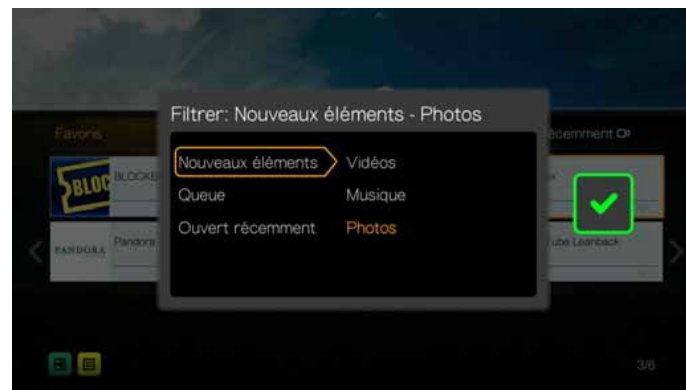 Filtrer: Nouveaux éléments - Photos
Favoris
écemment
Nouveaux éléments
Vidéos
BLOC
BLOCKB
Queue
Musique
Ouvert récemment
Photos
PANDORA
Pandora
ube Leanback
3/6